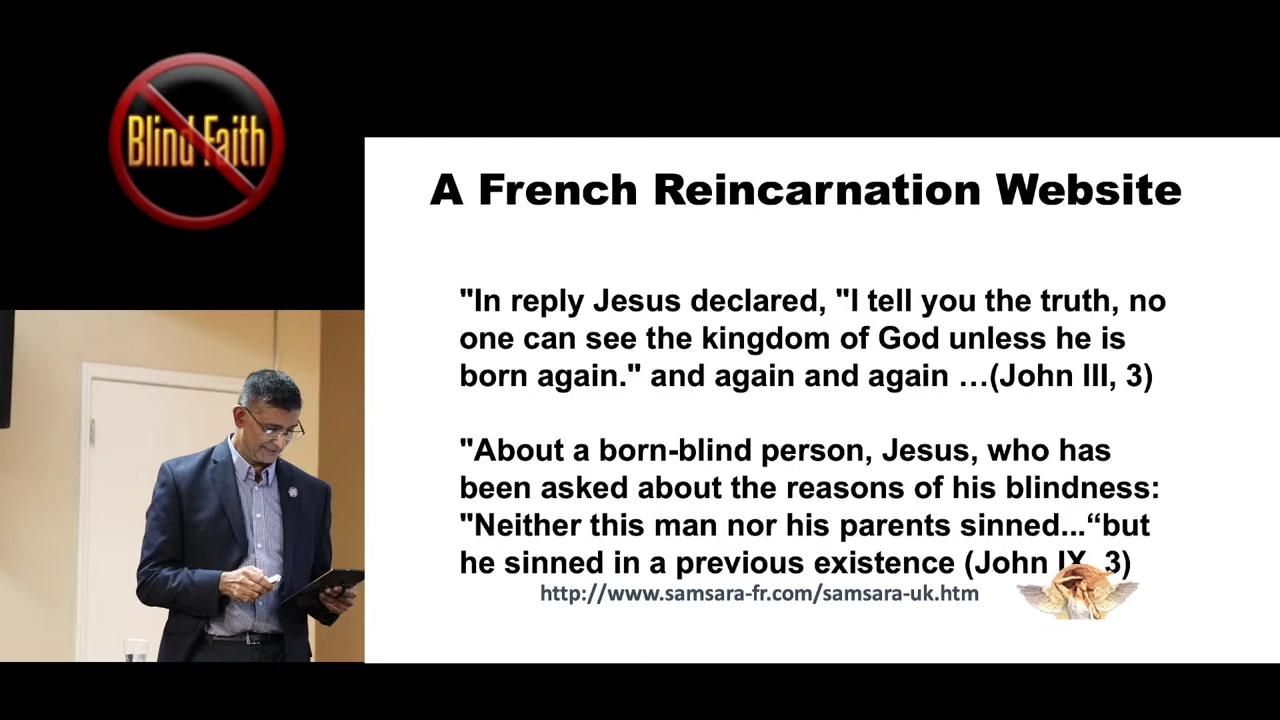 Blind Faith
A French Reincarnation Website
"In reply Jesus declared, "I tell you the truth, no
one can see the kingdom of God unless he is
born again." and again and again …(John III, 3)
"About a born-blind person, Jesus, who has
been asked about the reasons of his blindness:
"Neither this man nor his parents sinned...“but
he sinned in a previous existence (John IX, 3)
http://www.samsara-fr.com/samsara-uk.htm